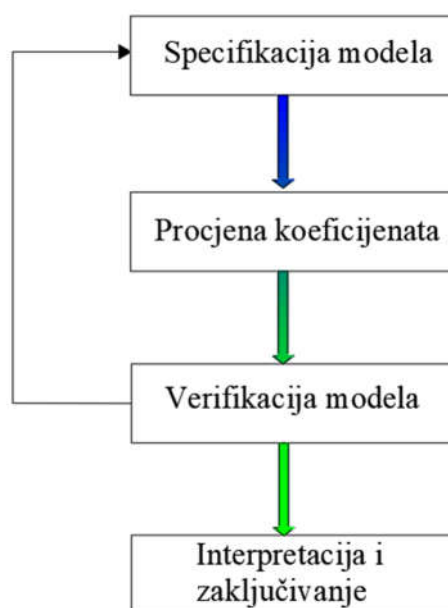 Specifikacija modela
Procjena koeficijenata
Verifikacija modela
Interpretacija i
zaključivanje